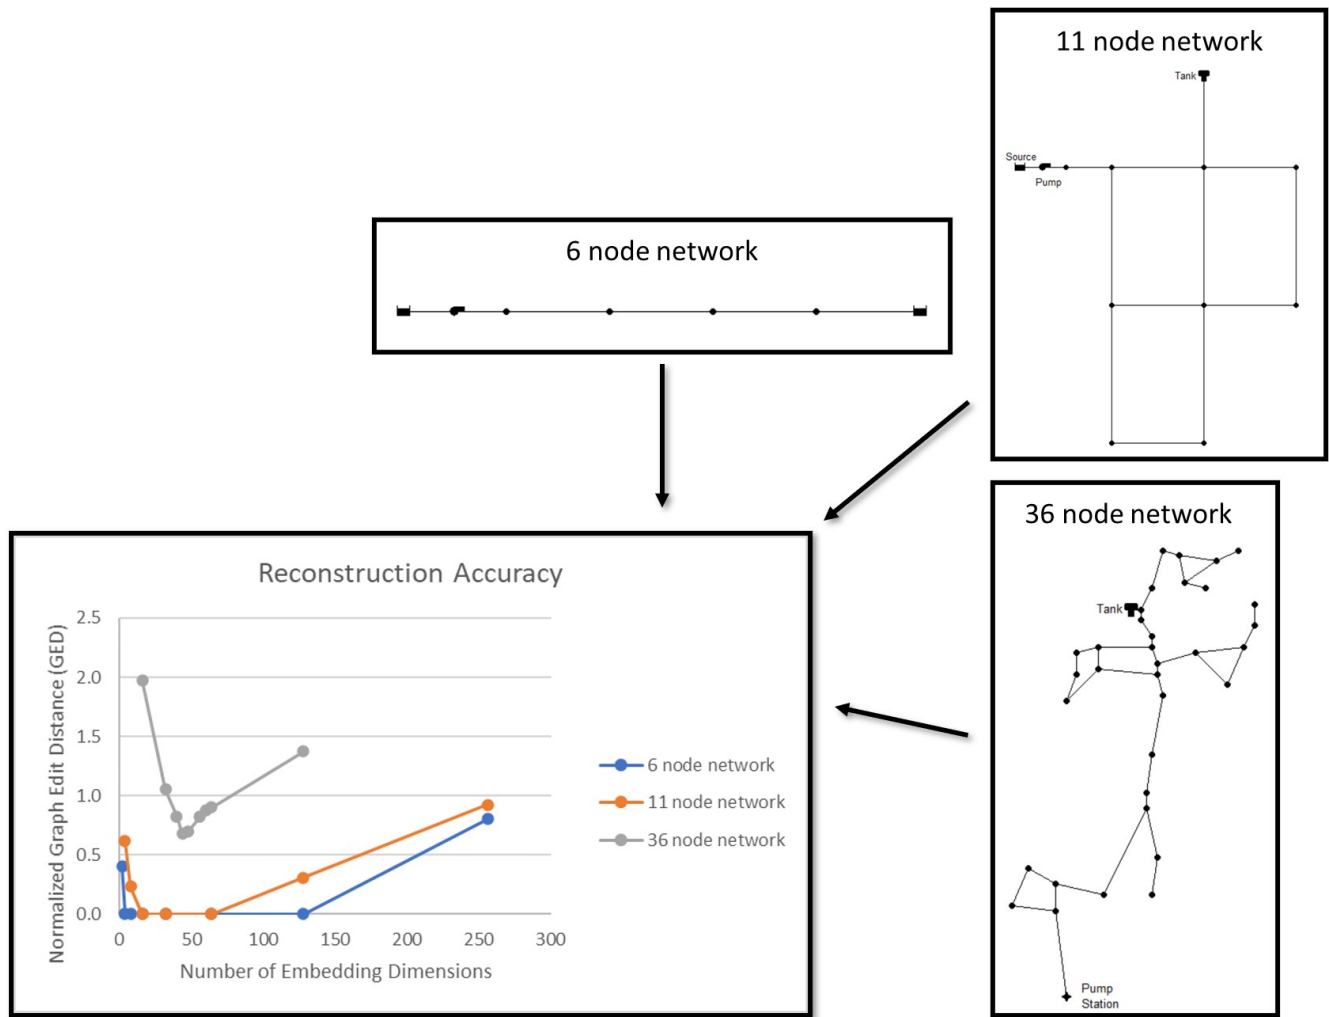 11 node network
Tank
Source
Pump
6 node network
36 node network
Tank
Pump
Station
Reconstruction Accuracy
Normalized Graph Edit Distance (GED)
2.5
2.0
1.5
1.0
0.5
0.0
0 50 100 150 200 250 300
Number of Embedding Dimensions
6 node network
11 node network
36 node network